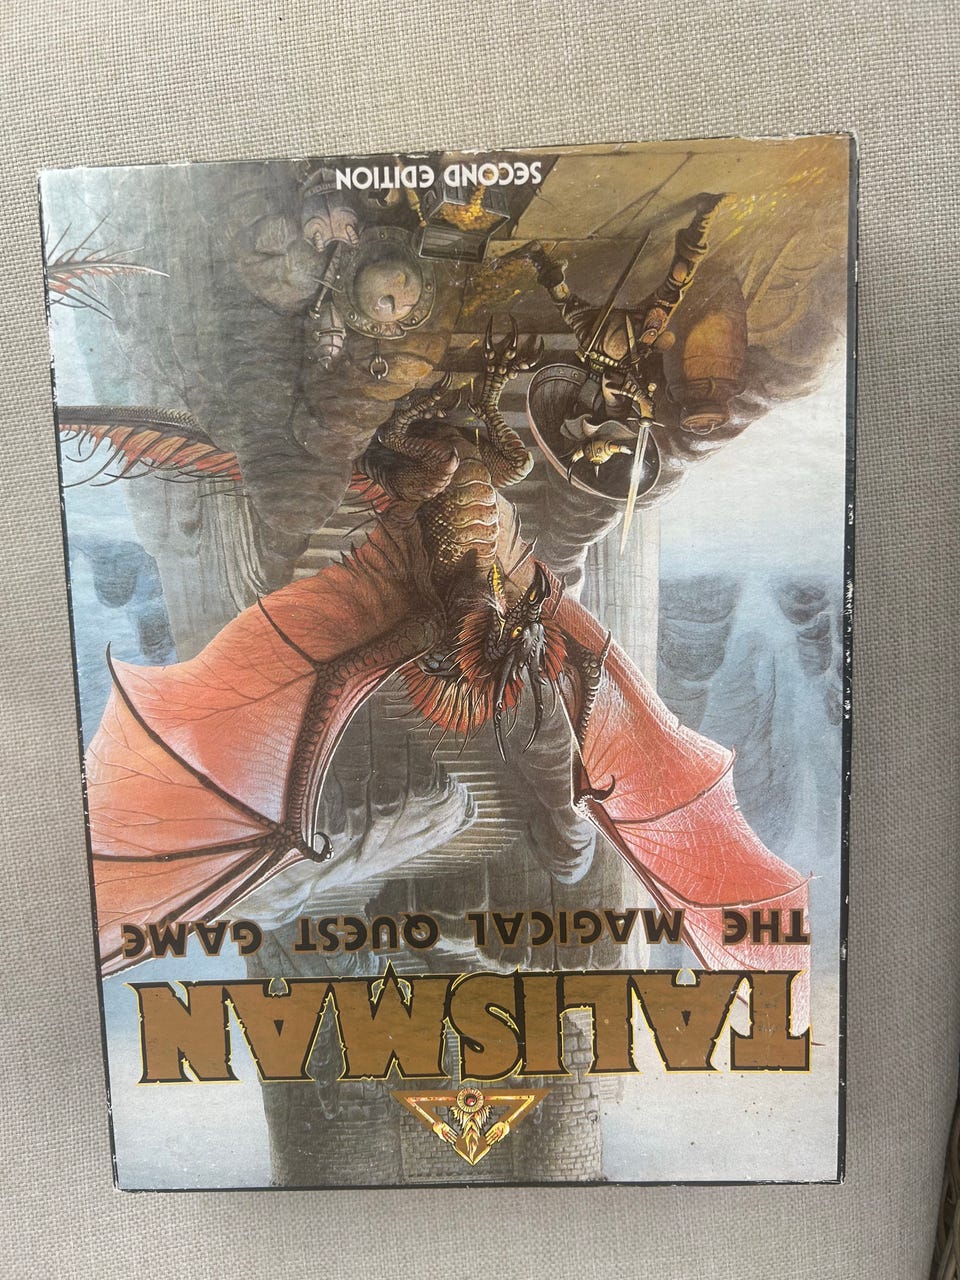 TALISMAN
THE MAGICAL QUEST GAME
SECOND EDITION